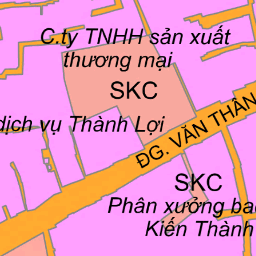 C.ty TNHH sản xuất
thương mại
SKC
dịch vụ Thành Lợi
ĐG. VĂN THÂN
SKC
Phân xưởng bao
Kiến Thành